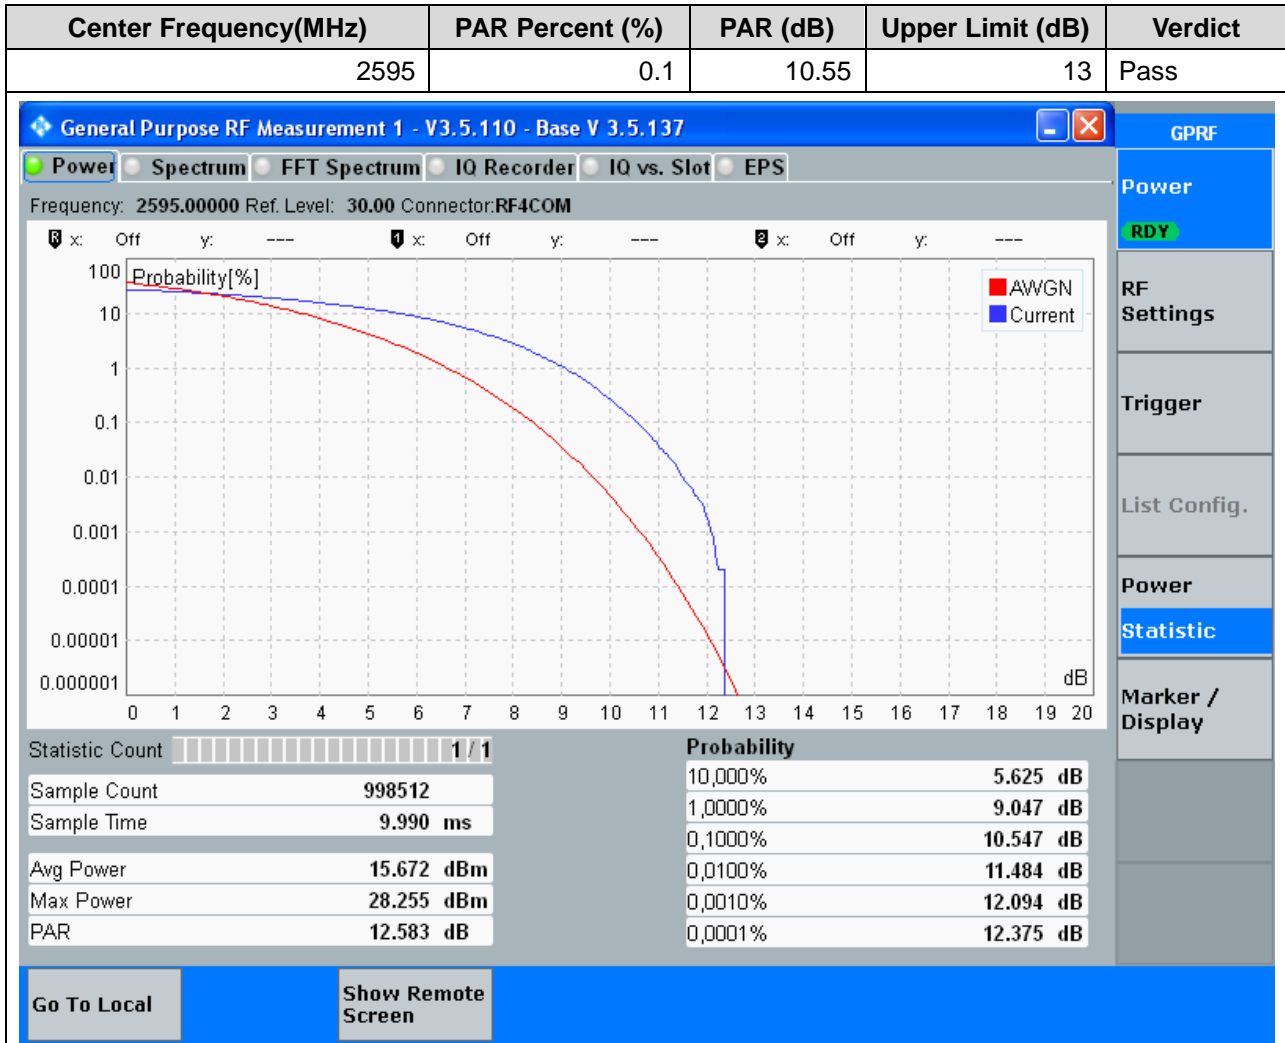 Center Frequency(MHz) PAR Percent (%) PAR (dB) Upper Limit (dB) Verdict
2595 0.1 10.55 13 Pass
General Purpose RF Measurement 1 - V3.5.110 - Base V 3.5.137
GPRF
Power Spectrum FFT Spectrum IQ Recorder IQ vs. Slot EPS
Power
RDY
Frequency: 2595.00000 Ref. Level: 30.00 Connector:RF4COM
R x: Off y: --- 1 x: Off y: --- 2 x: Off y: ---
Probability[%]
AWGN
Current
100
10
1
0.1
0.01
0.001
0.0001
0.00001
0.000001
dB
0 1 2 3 4 5 6 7 8 9 10 11 12 13 14 15 16 17 18 19 20
RF
Settings
Trigger
List Config.
Power
Statistic
Marker /
Display
Statistic Count 1 / 1
Sample Count 998512
Sample Time 9.990 ms
Avg Power 15.672 dBm
Max Power 28.255 dBm
PAR 12.583 dB
Probability
10,000% 5.625 dB
1,0000% 9.047 dB
0,1000% 10.547 dB
0,0100% 11.484 dB
0,0010% 12.094 dB
0,0001% 12.375 dB
Go To Local
Show Remote
Screen